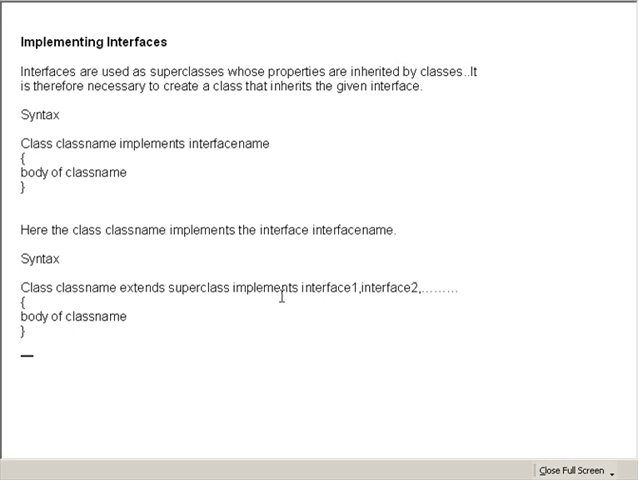 Implementing Interfaces
Interfaces are used as superclasses whose properties are inherited by classes..It
is therefore necessary to create a class that inherits the given interface.
Syntax
Class classname implements interfacename
{
body of classname
}
Here the class classname implements the interface interfacename.
Syntax
Class classname extends superclass implements interface1,interface2,………
{
body of classname
}
Close Full Screen